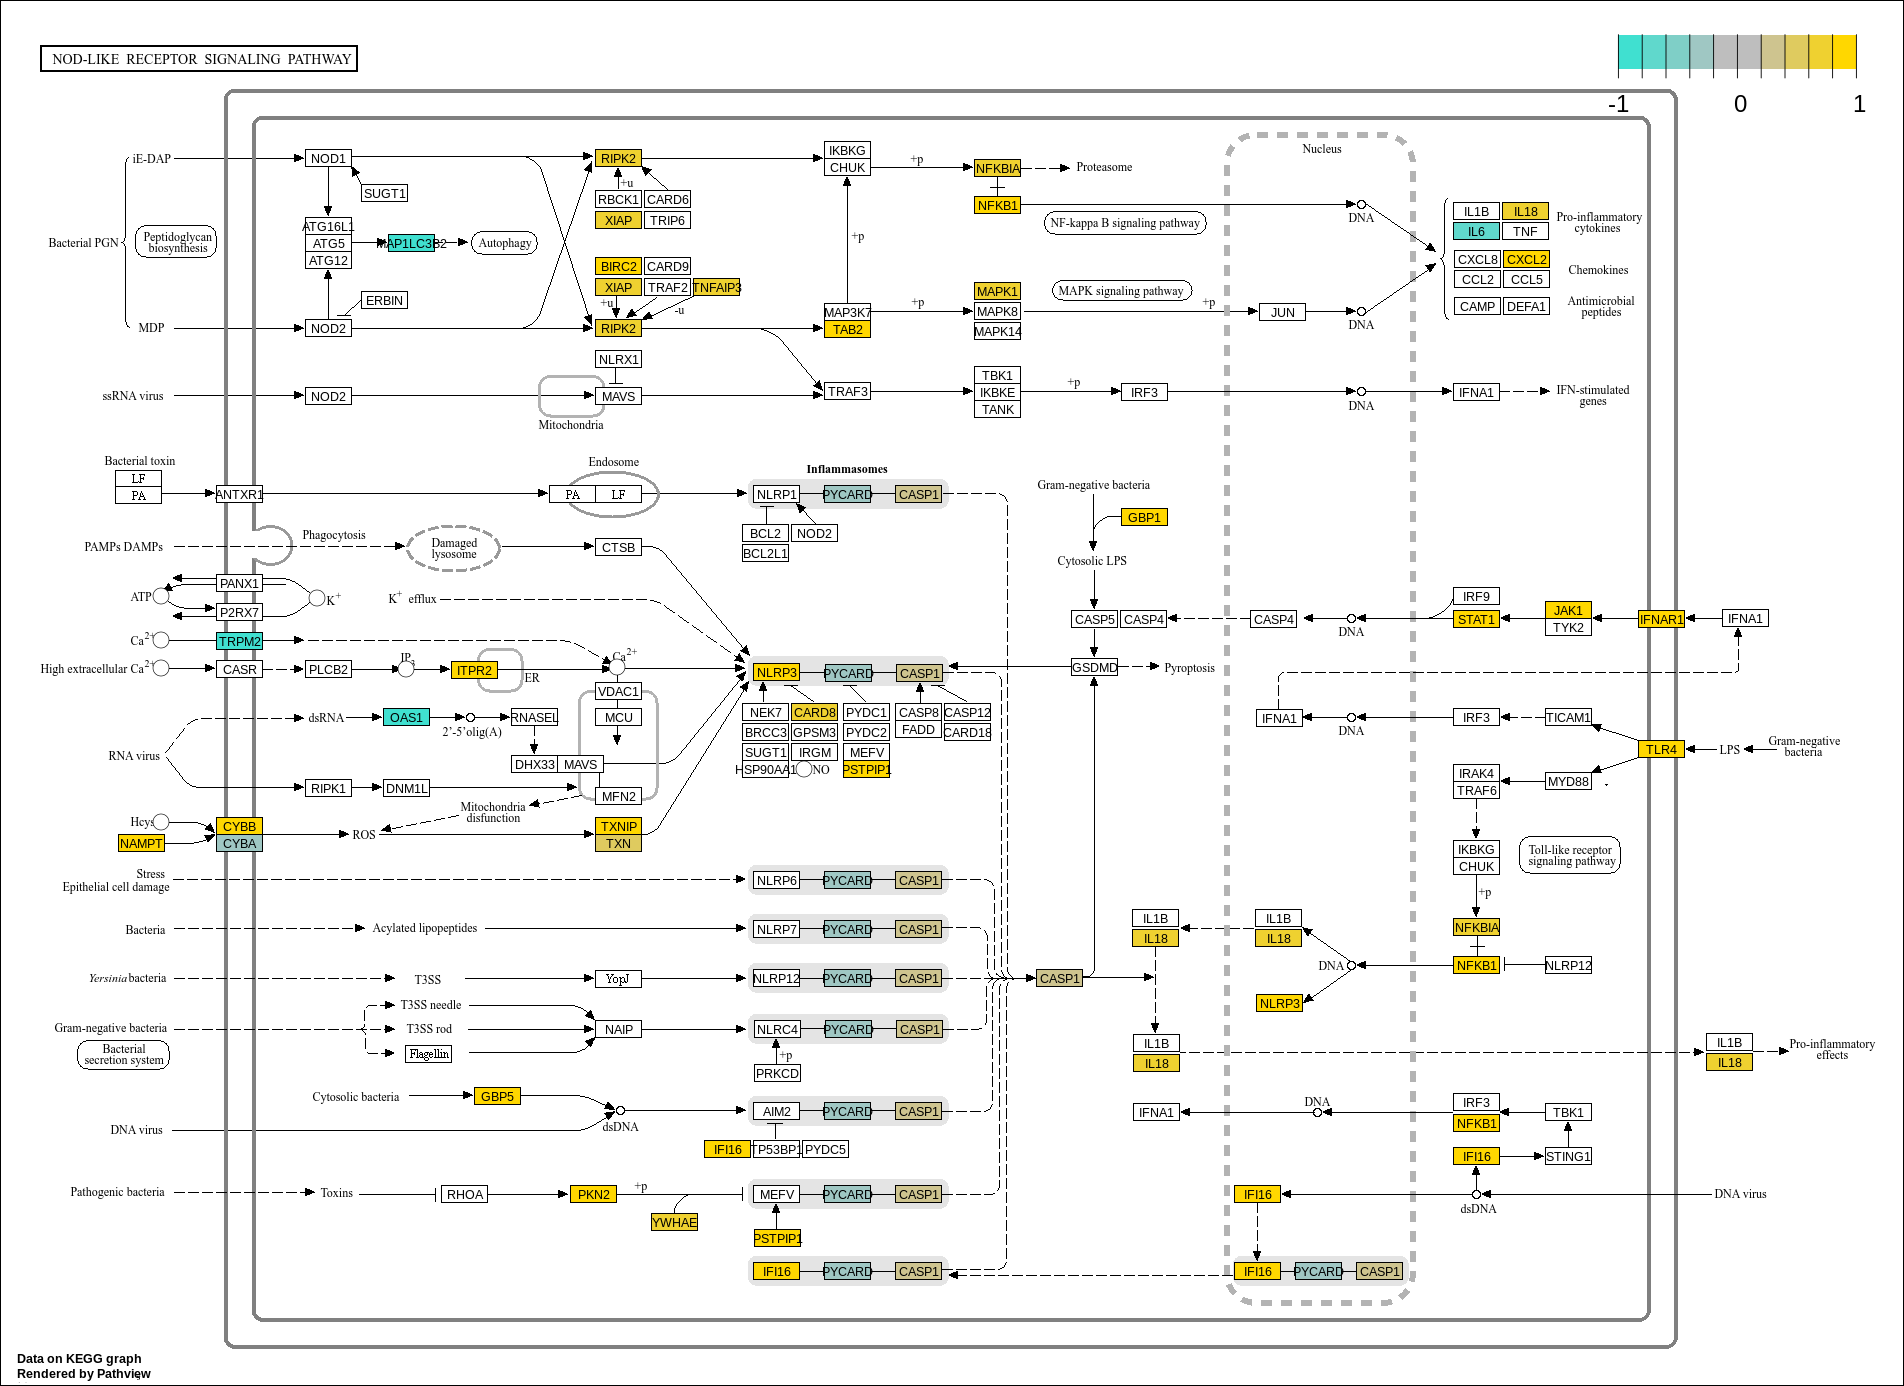 NOD-LIKE RECEPTOR SIGNALING PATHWAY
-1 0 1
Nucleus
iE-DAP NOD1 RIPK2 IKBKG
CHUK +p NFKBIA Proteasome
SUGT1 +u
RBCK1 CARD6 NFKB1 DNA
XIAP TRIP6 NF-kappa B signaling pathway
IL1B IL18 Pro-inflammatory
IL6 TNF cytokines
Bacterial PGN Peptidoglycan
biosynthesis
ATG16L1
ATG5 MAP1LC3B2 Autophagy +p
ATG12
CXCL8 CXCL2 Chemokines
CCL2 CCL5
BIRC2 CARD9
XIAP TRAF2 TNFAIP3
+u -u
MAPK1 MAPK signaling pathway
ERBIN
CAMP DEFA1 Antimicrobial
peptides
MDP NOD2 RIPK2 MAP3K7 +p MAPK8 +p JUN DNA
TAB2 MAPK14
NLRX1
TBK1
ssRNA virus NOD2 MAVS TRAF3 IKBKE +p IRF3 DNA IFNA1 IFN-stimulated
genes
TANK
Mitochondria
Bacterial toxin Endosome Inflammasomes
LF
PA ANTXR1 PA LF NLRP1 PYCARD CASP1
Gram-negative bacteria
GBP1
BCL2 NOD2
BCL2L1
Phagocytosis
PAMPs DAMPs Damaged
lysosome CTSB
Cytosolic LPS
PANX1
ATP K+ K+ efflux
P2RX7
CASP5 CASP4 CASP4 DNA
IRF9
STAT1 JAK1
TYK2 IFNAR1 IFNA1
Ca2+ TRPM2
High extracellular Ca2+ CASR PLCB2 IP3 ITPR2 ER Ca2+ NLRP3 PYCARD CASP1 GSDMD Pyroptosis
VDAC1
NEK7 CARD8 PYDC1 CASP8 CASP12
dsRNA OAS1 2'-5'olig(A) RNASEL MCU
BRCC3 GPSM3 PYDC2 FADD CARD18
SUGT1 IRGM MEFV
HSP90AA1 NO PSTPIP1
IFNA1 DNA IRF3 TICAM1
TLR4 LPS Gram-negative
bacteria
RNA virus DHX33 MAVS
RIPK1 DNM1L MFN2
IRAK4 MYD88
TRAF6
Mitochondria
disfunction
Hcys CYBB ROS TXNIP
NAMPT CYBA TXN
IKBKG Toll-like receptor
CHUK signaling pathway
+p
Stress
Epithelial cell damage NLRP6 PYCARD CASP1
Bacteria Acylated lipopeptides NLRP7 PYCARD CASP1
IL1B IL1B
IL18 IL18
NFKBIA
DNA NFKB1 NLRP12
NLRP3
Yersinia bacteria T3SS YopJ NLRP12 PYCARD CASP1 CASP1
T3SS needle
Gram-negative bacteria T3SS rod NAIP NLRC4 PYCARD CASP1
Bacterial
secretion system Flagellin
+p
PRKCD
IL1B
IL18
IL1B
IL18 Pro-inflammatory
effects
Cytosolic bacteria GBP5 dsDNA AIM2 PYCARD CASP1
DNA virus
IFNA1 DNA IRF3
NFKB1 TBK1
IFI16 TP53BP1 PYDC5
IFI16 STING1
Pathogenic bacteria Toxins RHOA PKN2 +p MEFV PYCARD CASP1
YWHAE
PSTPIP1
IFI16 dsDNA DNA virus
IFI16 PYCARD CASP1
IFI16 PYCARD CASP1
Data on KEGG graph
Rendered by Pathview